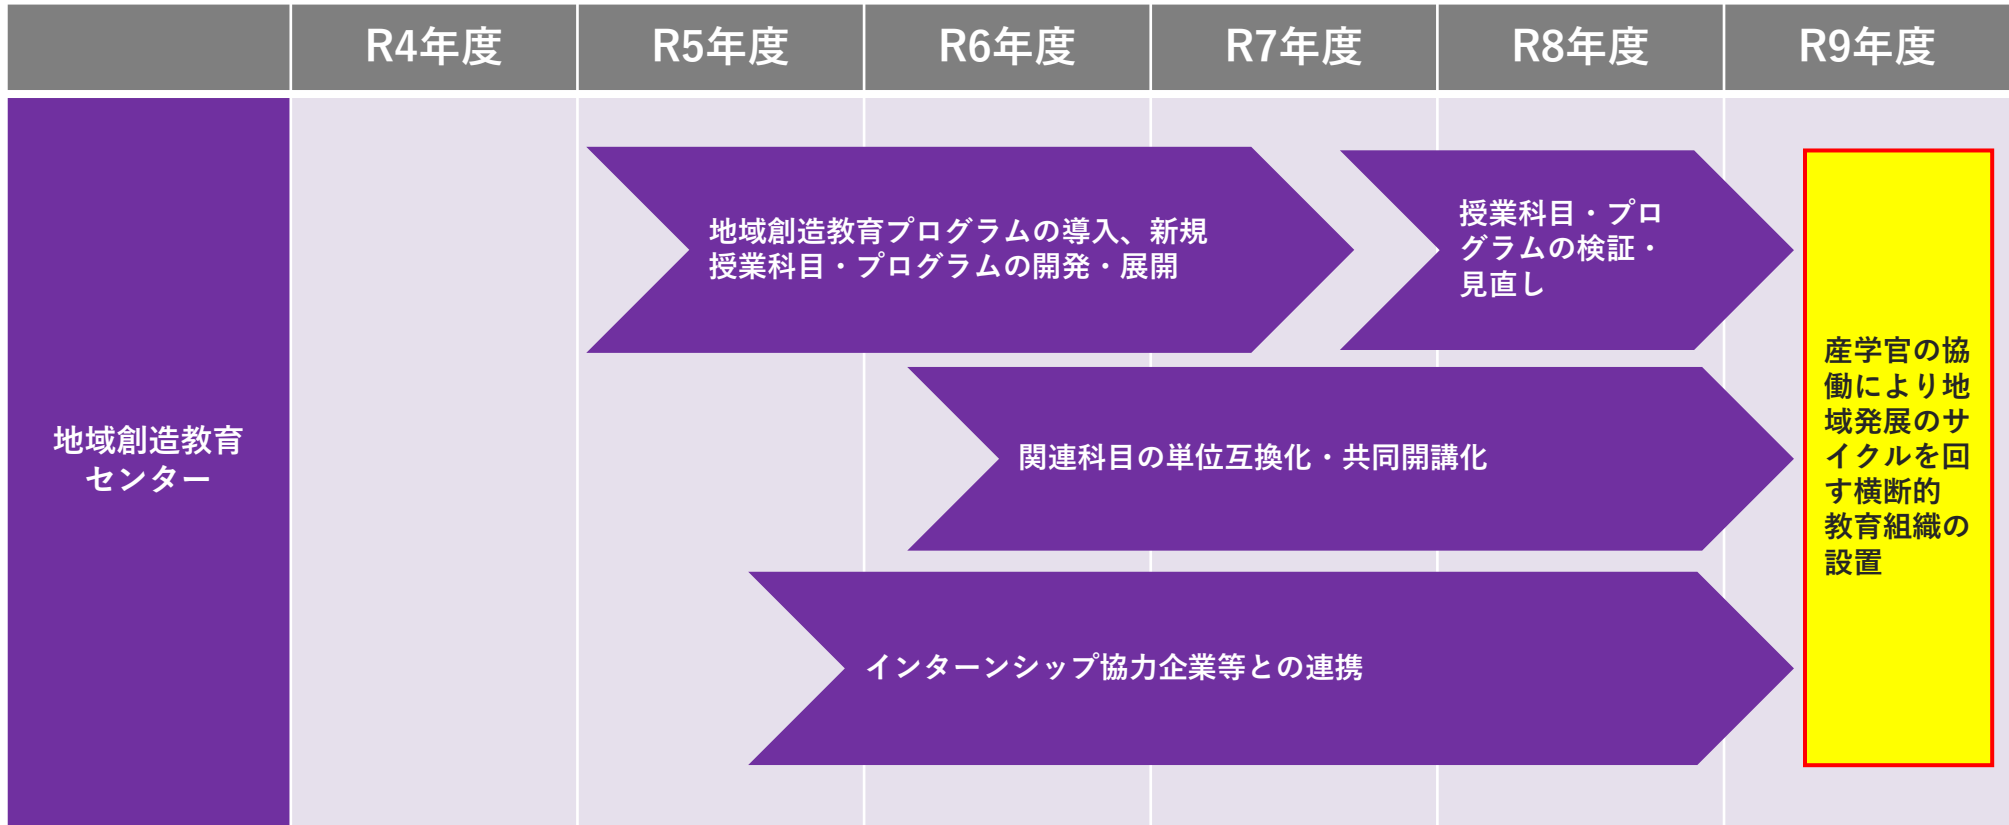 R4年度
R5年度
R6年度
R7年度
R8年度
R9年度
地域創造教育
センター
地域創造教育プログラムの導入、新規
授業科目・プログラムの開発・展開
授業科目・プロ
グラムの検証・
見直し
関連科目の単位互換化・共同開講化
インターンシップ協力企業等との連携
産学官の協
働により地
域発展のサ
イクルを回
す横断的
教育組織の
設置